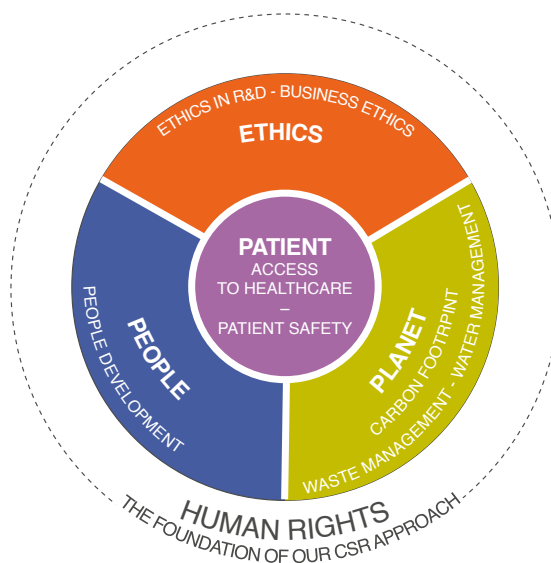 ETHICS IN R&D - BUSINESS ETHICS
ETHICS
PATIENT
ACCESS
TO HEALTHCARE
–
PATIENT SAFETY
PEOPLE
PEOPLE DEVELOPMENT
PLANET
CARBON FOOTRPINT
WASTE MANAGEMENT - WATER MANAGEMENT
HUMAN RIGHTS
THE FOUNDATION OF OUR CSR APPROACH